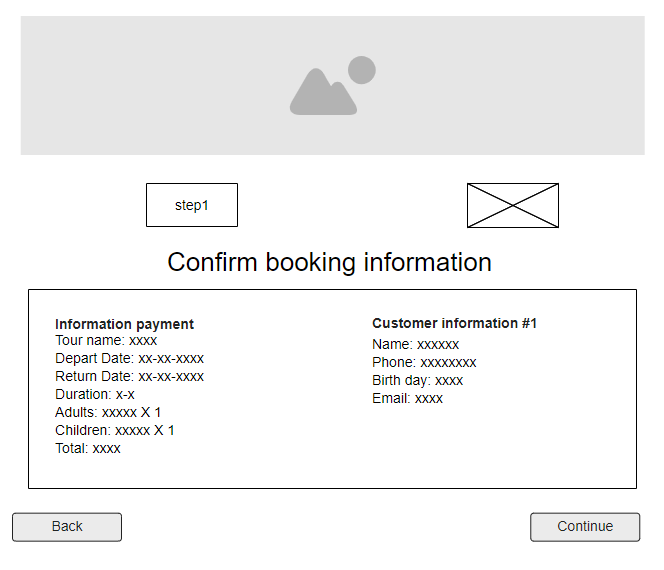 step1
Confirm booking information
Information payment
Tour name: xxxx
Depart Date: xx-xx-xxxx
Return Date: xx-xx-xxxx
Duration: x-x
Adults: xxxxx X 1
Children: xxxxx X 1
Total: xxxx
Customer information #1
Name: xxxxxx
Phone: xxxxxxxx
Birth day: xxxx
Email: xxxx
Back
Continue